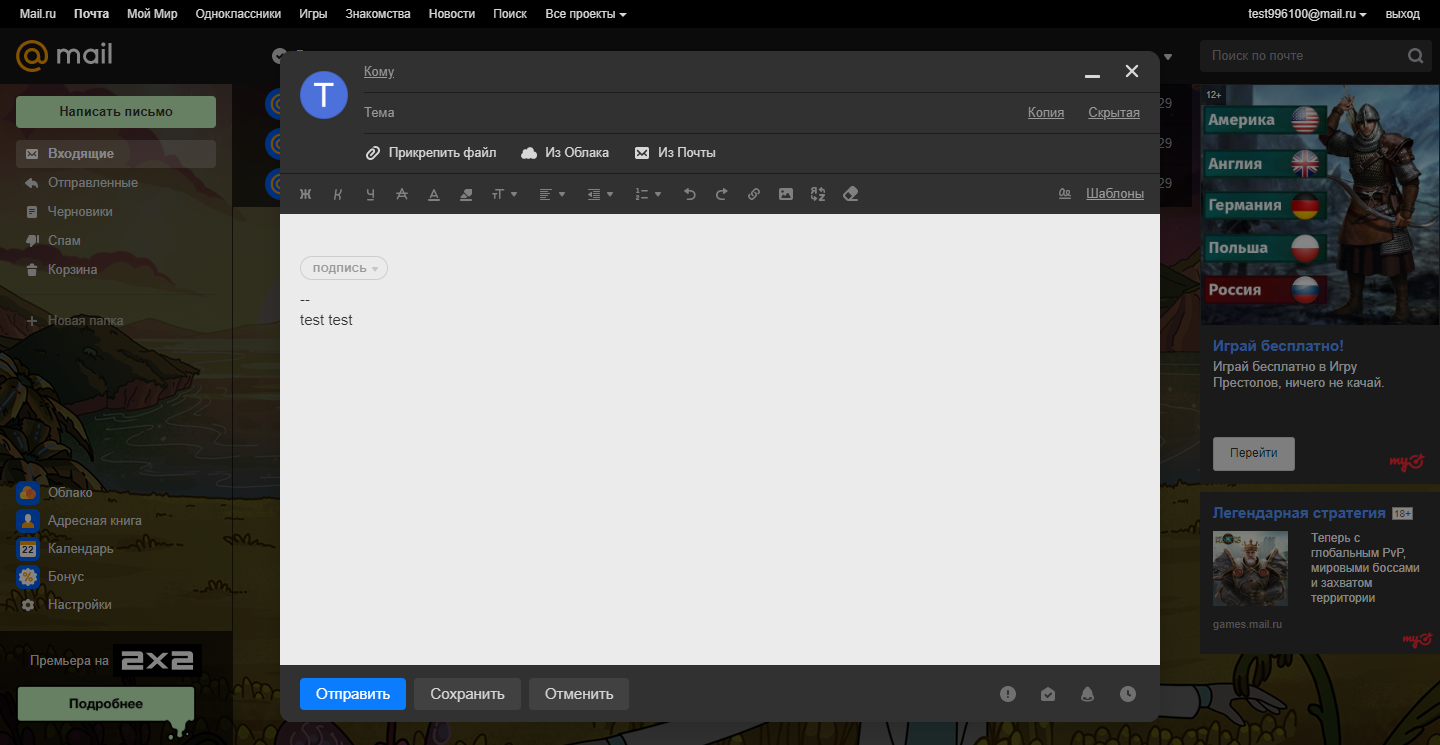 Mail.ru Почта Мой Мир Одноклассники Игры Знакомства Новости Поиск Все проекты test996100@mail.ru выход
@mail
Поиск по почте
Написать письмо
Входящие
Отправленные
Черновики
Спам
Корзина
Новая папка
Облако
Адресная книга
22 Календарь
% Бонус
Настройки
Премьера на 2x2
Подробнее
T
Кому
Тема Копия Скрытая
Прикрепить файл Из Облака Из Почты
Ж К Ч А А тТ Шаблоны
подпись
--
test test
Отправить Сохранить Отменить
29
29
29
12+
Америка
Англия
Германия
Польша
Россия
Играй бесплатно!
Играй бесплатно в Игру
Престолов, ничего не качай.
Перейти
my
Легендарная стратегия 18+
Теперь с
глобальным PvP,
мировыми боссами
и захватом
территории
games.mail.ru
my